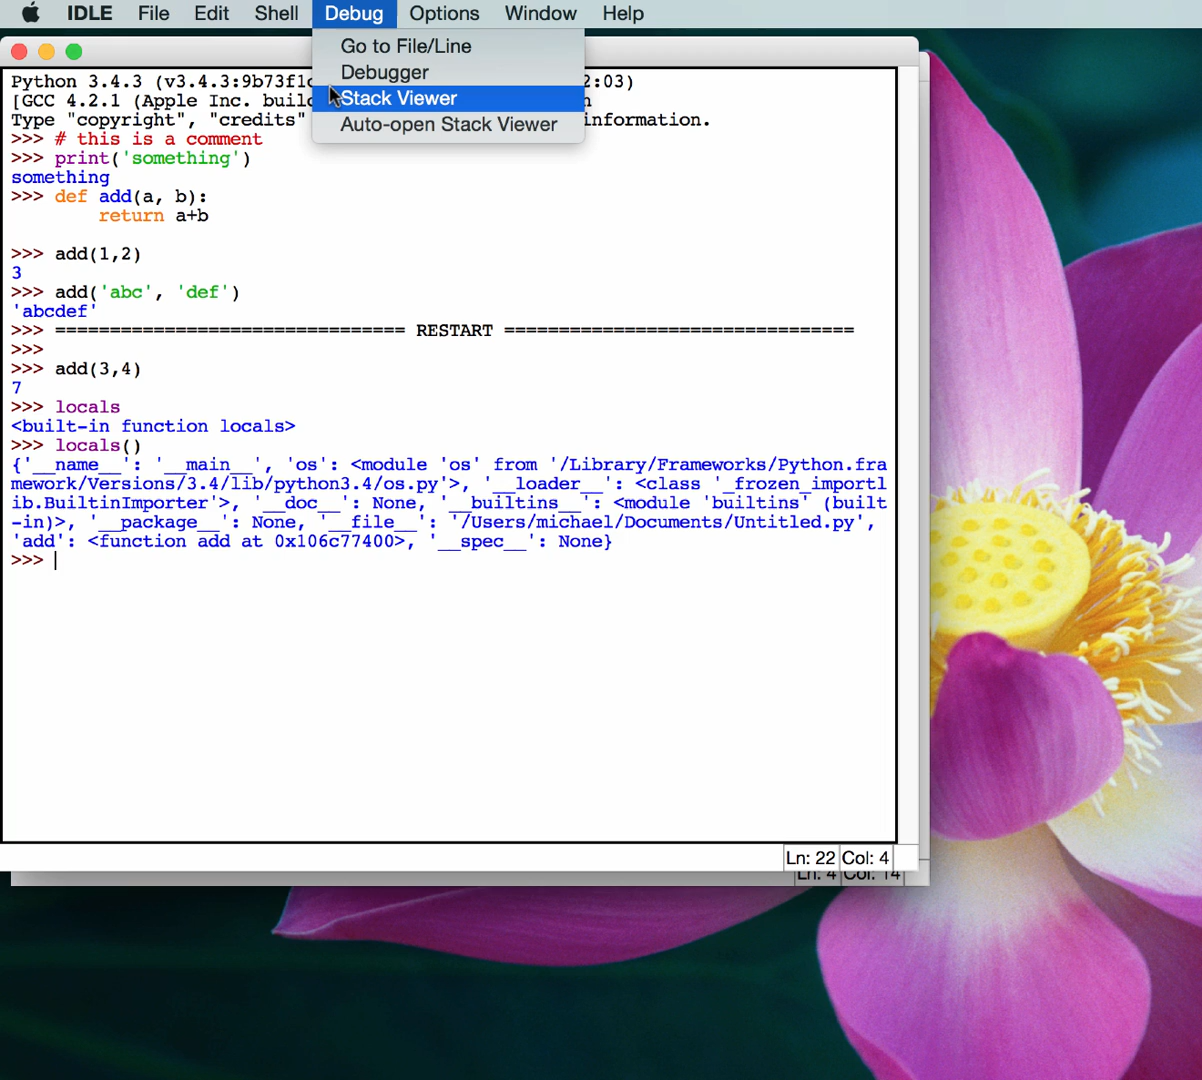 IDLE File Edit Shell Debug Options Window Help
Go to File/Line
Debugger
Stack Viewer
Auto-open Stack Viewer
Python 3.4.3 (v3.4.3:9b73f1c 2:03)
[GCC 4.2.1 (Apple Inc. buil n
Type "copyright", "credits" information.
>>> # this is a comment
>>> print('something')
something
>>> def add(a, b):
return a+b
>>> add(1,2)
3
>>> add('abc', 'def')
'abcdef'
>>> ================================ RESTART ================================
>>>
>>> add(3,4)
7
>>> locals
<built-in function locals>
>>> locals()
{'__name__': '__main__', 'os': <module 'os' from '/Library/Frameworks/Python.fra
mework/Versions/3.4/lib/python3.4/os.py'>, '__loader__': <class '_frozen_importl
ib.BuiltinImporter'>, '__doc__': None, '__builtins__': <module 'builtins' (built
-in)>, '__package__': None, '__file__': '/Users/michael/Documents/Untitled.py',
'add': <function add at 0x106c77400>, '__spec__': None}
>>>
Ln: 22 Col: 4
Ln: 4 Col: 14